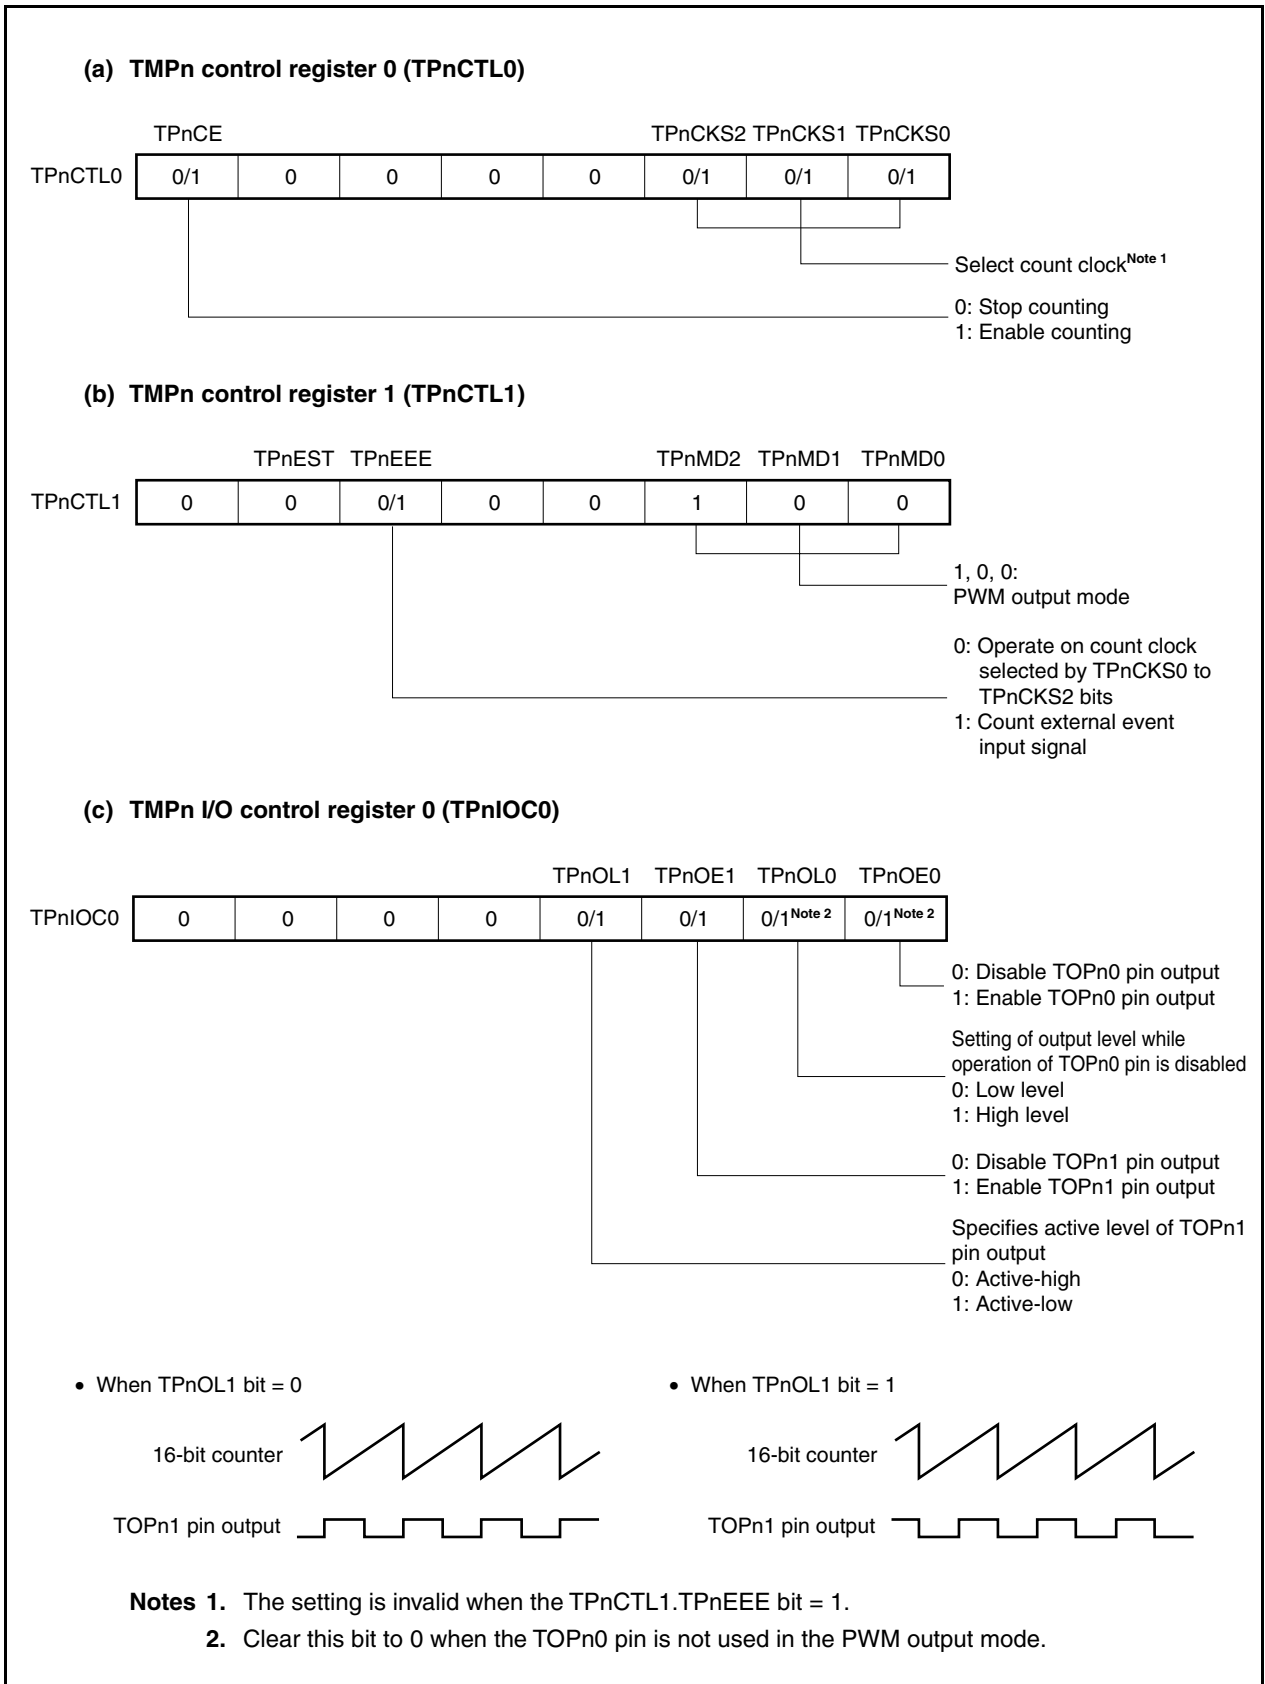 (a) TMPn control register 0 (TPnCTL0)
TPnCE TPnCKS2 TPnCKS1 TPnCKS0
TPnCTL0 0/1 0 0 0 0 0/1 0/1 0/1
Select count clockNote 1
0: Stop counting
1: Enable counting
(b) TMPn control register 1 (TPnCTL1)
TPnEST TPnEEE TPnMD2 TPnMD1 TPnMD0
TPnCTL1 0 0 0/1 0 0 1 0 0
1, 0, 0:
PWM output mode
0: Operate on count clock
selected by TPnCKS0 to
TPnCKS2 bits
1: Count external event
input signal
(c) TMPn I/O control register 0 (TPnIOC0)
TPnOL1 TPnOE1 TPnOL0 TPnOE0
TPnIOC0 0 0 0 0 0/1 0/1 0/1Note 2 0/1Note 2
0: Disable TOPn0 pin output
1: Enable TOPn0 pin output
Setting of output level while
operation of TOPn0 pin is disabled
0: Low level
1: High level
0: Disable TOPn1 pin output
1: Enable TOPn1 pin output
Specifies active level of TOPn1
pin output
0: Active-high
1: Active-low
• When TPnOL1 bit = 0
16-bit counter
TOPn1 pin output
• When TPnOL1 bit = 1
16-bit counter
TOPn1 pin output
Notes 1. The setting is invalid when the TPnCTL1.TPnEEE bit = 1.
2. Clear this bit to 0 when the TOPn0 pin is not used in the PWM output mode.